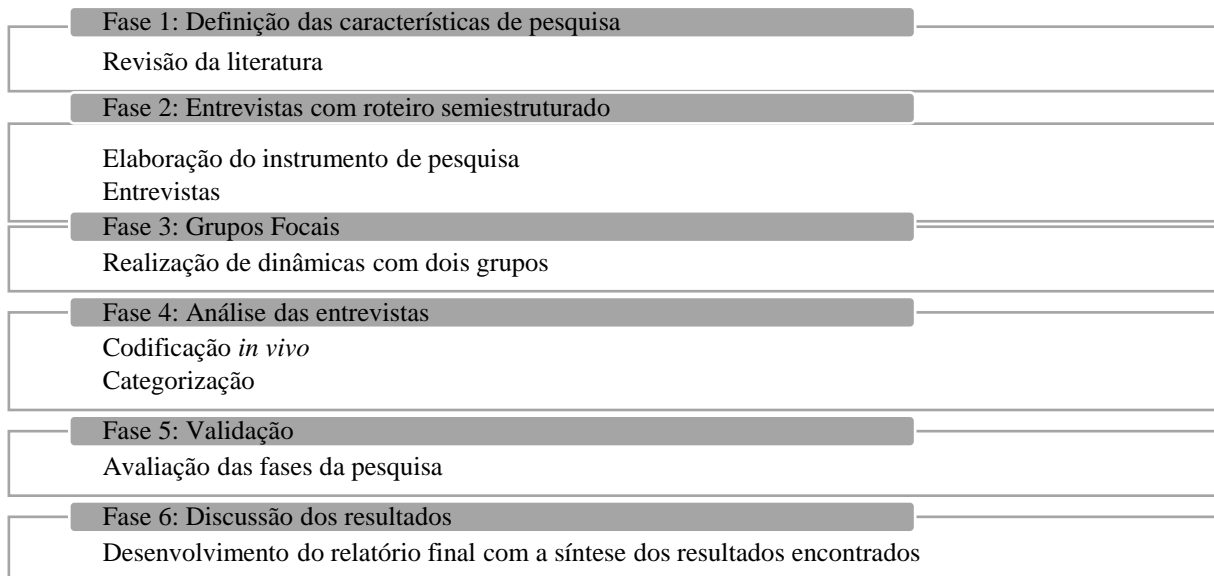 Fase 1: Definição das características de pesquisa
Revisão da literatura
Fase 2: Entrevistas com roteiro semiestruturado
Elaboração do instrumento de pesquisa
Entrevistas
Fase 3: Grupos Focais
Realização de dinâmicas com dois grupos
Fase 4: Análise das entrevistas
Codificação in vivo
Categorização
Fase 5: Validação
Avaliação das fases da pesquisa
Fase 6: Discussão dos resultados
Desenvolvimento do relatório final com a síntese dos resultados encontrados